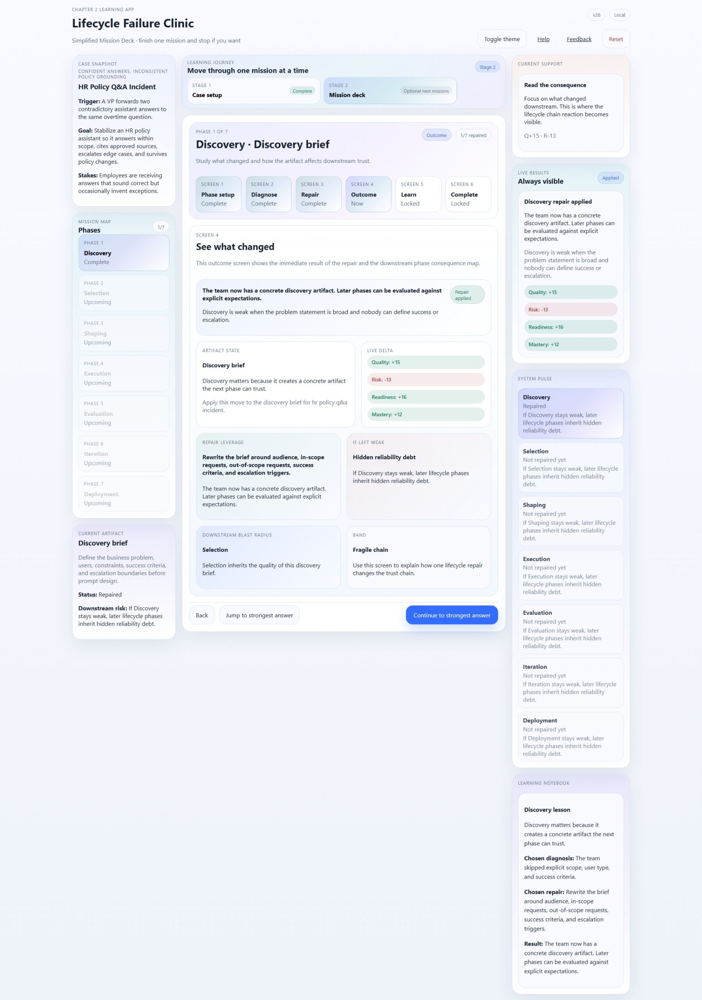 CHAPTER 2 LEARNING APP
Lifecycle Failure Clinic
Simplified Mission Deck · finish one mission and stop if you want
v26
Local
Toggle theme
Help
Feedback
Reset
CASE SNAPSHOT
CONFIDENT ANSWERS, INCONSISTENT
POLICY GROUNDING
HR Policy Q&A Incident
Trigger: A VP forwards two
contradictory assistant answers to
the same overtime question.
Goal: Stabilize an HR policy
assistant so it answers within
scope, cites approved sources,
escalates edge cases, and survives
policy changes.
Stakes: Employees are receiving
answers that sound correct but
occasionally invent exceptions.
MISSION MAP
Phases
1/7
PHASE 1
Discovery
Complete
PHASE 2
Selection
Upcoming
PHASE 3
Shaping
Upcoming
PHASE 4
Execution
Upcoming
PHASE 5
Evaluation
Upcoming
PHASE 6
Iteration
Upcoming
PHASE 7
Deployment
Upcoming
CURRENT ARTIFACT
Discovery brief
Define the business problem,
users, constraints, success criteria,
and escalation boundaries before
prompt design.
Status: Repaired
Downstream risk: If Discovery
stays weak, later lifecycle phases
inherit hidden reliability debt.
LEARNING JOURNEY
Move through one mission at a time
Stage 2
STAGE 1
Case setup
Complete
STAGE 2
Mission deck
Optional next missions
PHASE 1 OF 7
Discovery · Discovery brief
Outcome
1/7 repaired
Study what changed and how the artifact affects downstream trust.
SCREEN 1
Phase setup
Complete
SCREEN 2
Diagnose
Complete
SCREEN 3
Repair
Complete
SCREEN 4
Outcome
Now
SCREEN 5
Learn
Locked
SCREEN 6
Complete
Locked
SCREEN 4
See what changed
This outcome screen shows the immediate result of the repair and the downstream phase consequence map.
The team now has a concrete discovery artifact. Later phases can be evaluated against
explicit expectations.
Repair
applied
Discovery is weak when the problem statement is broad and nobody can define success or
escalation.
ARTIFACT STATE
Discovery brief
Discovery matters because it creates a concrete artifact
the next phase can trust.
Apply this move to the discovery brief for hr policy q&a
incident.
LIVE DELTA
Quality: +15
Risk: -13
Readiness: +16
Mastery: +12
REPAIR LEVERAGE
Rewrite the brief around audience, in-scope
requests, out-of-scope requests, success
criteria, and escalation triggers.
The team now has a concrete discovery artifact.
Later phases can be evaluated against explicit
expectations.
IF LEFT WEAK
Hidden reliability debt
If Discovery stays weak, later lifecycle phases
inherit hidden reliability debt.
DOWNSTREAM BLAST RADIUS
Selection
Selection inherits the quality of this discovery
brief.
BAND
Fragile chain
Use this screen to explain how one lifecycle repair
changes the trust chain.
Back
Jump to strongest answer
Continue to strongest answer
CURRENT SUPPORT
Read the consequence
Focus on what changed
downstream. This is where the
lifecycle chain reaction becomes
visible.
Q+15 · R-13
LIVE RESULTS
Always visible
Applied
Discovery repair applied
The team now has a concrete
discovery artifact. Later phases can
be evaluated against explicit
expectations.
Discovery is weak when the
problem statement is broad and
nobody can define success or
escalation.
Quality: +15
Risk: -13
Readiness: +16
Mastery: +12
SYSTEM PULSE
Discovery
Repaired
If Discovery stays weak, later
lifecycle phases inherit hidden
reliability debt.
Selection
Not repaired yet
If Selection stays weak, later lifecycle
phases inherit hidden reliability
debt.
Shaping
Not repaired yet
If Shaping stays weak, later lifecycle
phases inherit hidden reliability
debt.
Execution
Not repaired yet
If Execution stays weak, later
lifecycle phases inherit hidden
reliability debt.
Evaluation
Not repaired yet
If Evaluation stays weak, later
lifecycle phases inherit hidden
reliability debt.
Iteration
Not repaired yet
If Iteration stays weak, later lifecycle
phases inherit hidden reliability
debt.
Deployment
Not repaired yet
If Deployment stays weak, later
lifecycle phases inherit hidden
reliability debt.
LEARNING NOTEBOOK
Discovery lesson
Discovery matters because it
creates a concrete artifact the next
phase can trust.
Chosen diagnosis: The team
skipped explicit scope, user type,
and success criteria.
Chosen repair: Rewrite the brief
around audience, in-scope
requests, out-of-scope requests,
success criteria, and escalation
triggers.
Result: The team now has a
concrete discovery artifact. Later
phases can be evaluated against
explicit expectations.